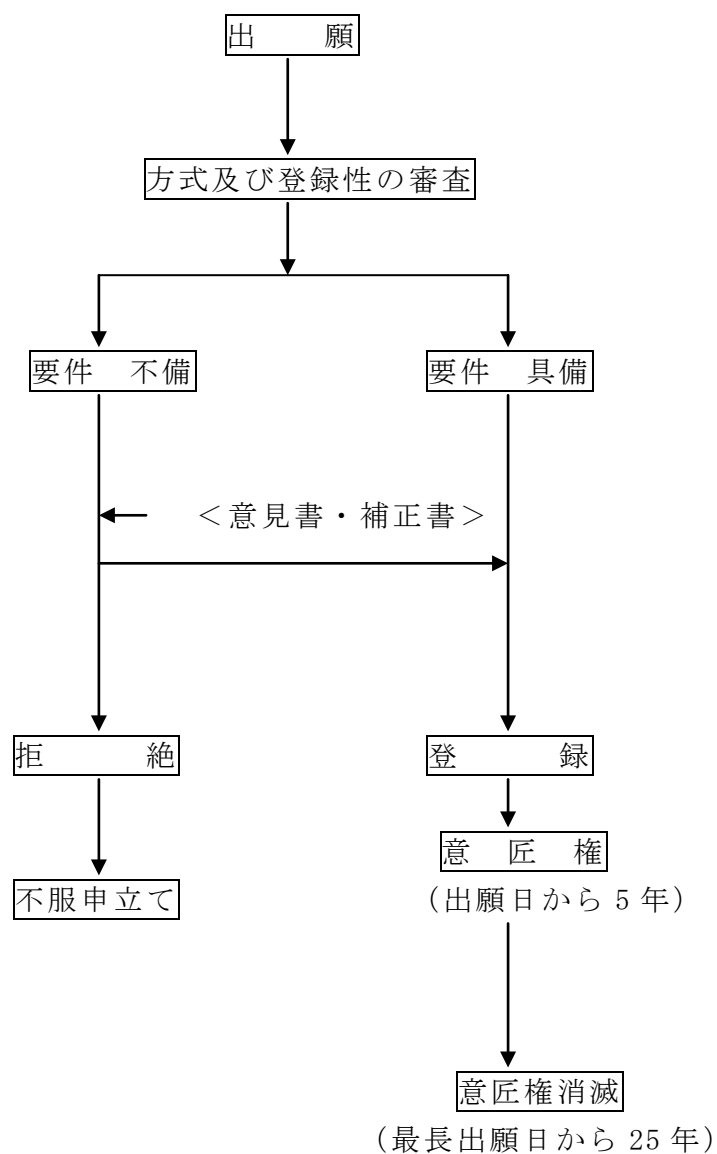 出　　願
方式及び登録性の審査
要件　不備
要件　具備
＜意見書・補正書＞
拒　　　絶
登　　　録
意　匠　権
（出願日から 5 年）
不服申立て
意匠権消滅
（最長出願日から 25 年）